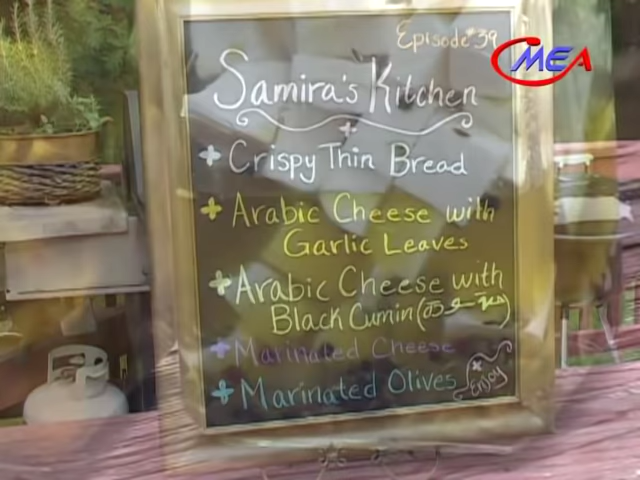 Episode #39
CMEA
Samira's Kitchen
+ Crispy Thin Bread
+ Arabic Cheese with
Garlic Leaves
+ Arabic Cheese with
Black Cumin
+ Marinated Cheese
+ Marinated Olives
Enjoy